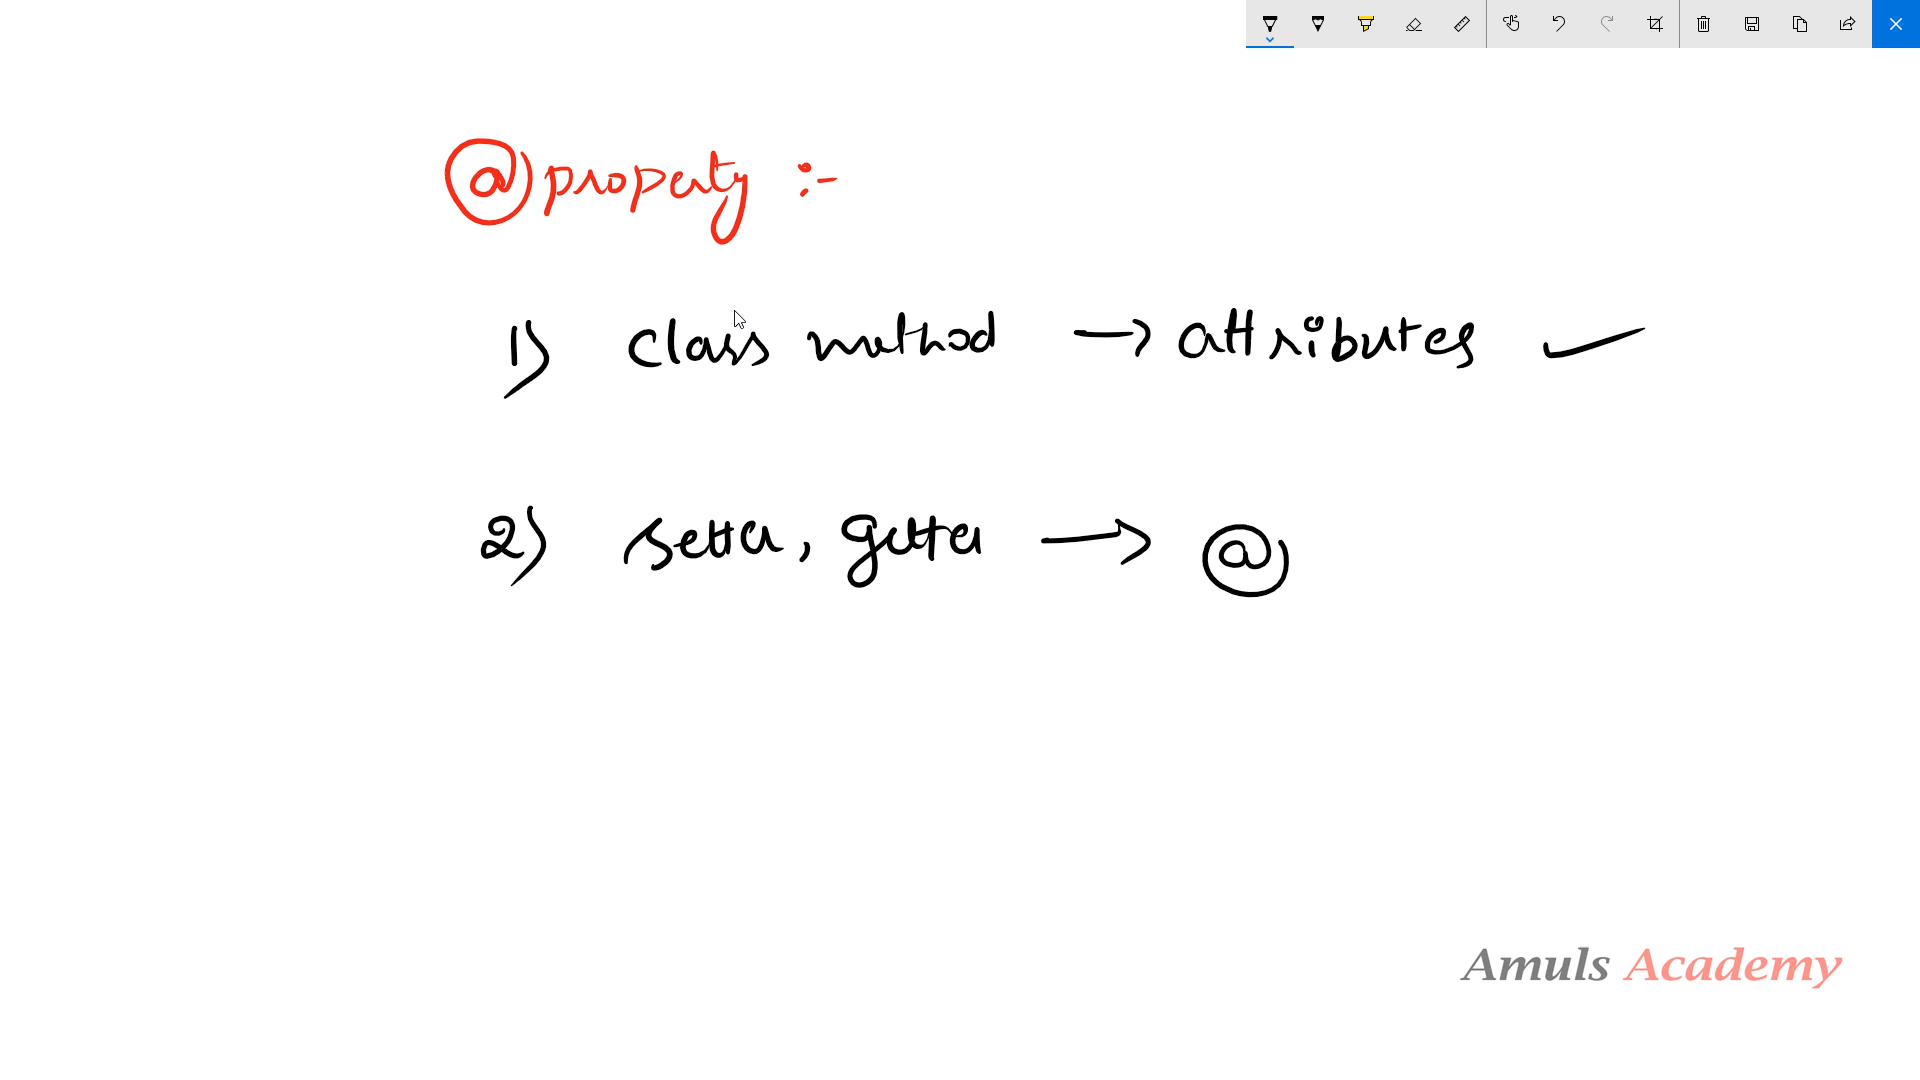 @property :-
1) class method → attributes ✓
2) setter, getter → @
Amuls Academy